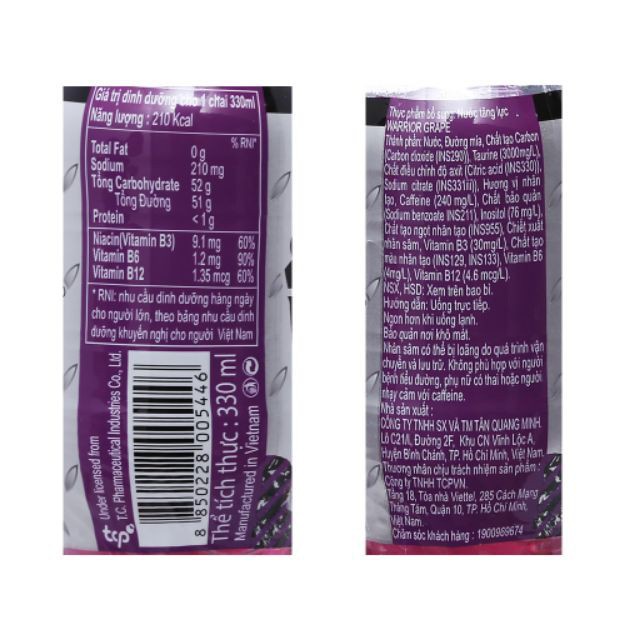 Giá trị dinh dưỡng cho 1 chai 330ml
Năng lượng : 210 Kcal
% RNI*
Total Fat 0 g
Sodium 210 mg
Tổng Carbohydrate 52 g
Tổng Đường 51 g
Protein < 1 g
Niacin(Vitamin B3) 9.1 mg 60%
Vitamin B6 1.2 mg 90%
Vitamin B12 1.35 mcg 60%
* RNI: nhu cầu dinh dưỡng hàng ngày
cho người lớn, theo bảng nhu cầu dinh
dưỡng khuyến nghị cho người Việt Nam
Under licensed from
T.C. Pharmaceutical Industries Co., Ltd.
tcp
8 850228 005446
Thể tích thực : 330 ml
Manufactured in Vietnam
Thực phẩm bổ sung: Nước tăng lực
WARRIOR GRAPE
Thành phần: Nước, Đường mía, Chất tạo Carbon
(Carbon dioxide (INS290)), Taurine (3000mg/L),
Chất điều chỉnh độ axit (Citric acid (INS330)),
Sodium citrate (INS331iii)), Hương vị nhân
tạo, Caffeine (240 mg/L), Chất bảo quản
(Sodium benzoate INS211), Inositol (76 mg/L),
Chất tạo ngọt nhân tạo (INS955), Chiết xuất
nhân sâm, Vitamin B3 (30mg/L), Chất tạo
màu nhân tạo (INS129, INS133), Vitamin B6
(4mg/L), Vitamin B12 (4.6 mcg/L).
NSX, HSD: Xem trên bao bì.
Hướng dẫn: Uống trực tiếp.
Ngon hơn khi uống lạnh.
Bảo quản nơi khô mát.
Nhân sâm có thể bị loãng do quá trình vận
chuyển và lưu trữ. Không phù hợp với người
bệnh tiểu đường, phụ nữ có thai hoặc người
nhạy cảm với caffeine.
Nhà sản xuất :
CÔNG TY TNHH SX VÀ TM TÂN QUANG MINH.
Lô C21/I, Đường 2F, Khu CN Vĩnh Lộc A,
Huyện Bình Chánh, TP. Hồ Chí Minh, Việt Nam.
Thương nhân chịu trách nhiệm sản phẩm :
Công ty TNHH TCPVN.
Tầng 18, Tòa nhà Viettel, 285 Cách Mạng
Tháng Tám, Quận 10, TP. Hồ Chí Minh,
Việt Nam.
Chăm sóc khách hàng : 1900969674